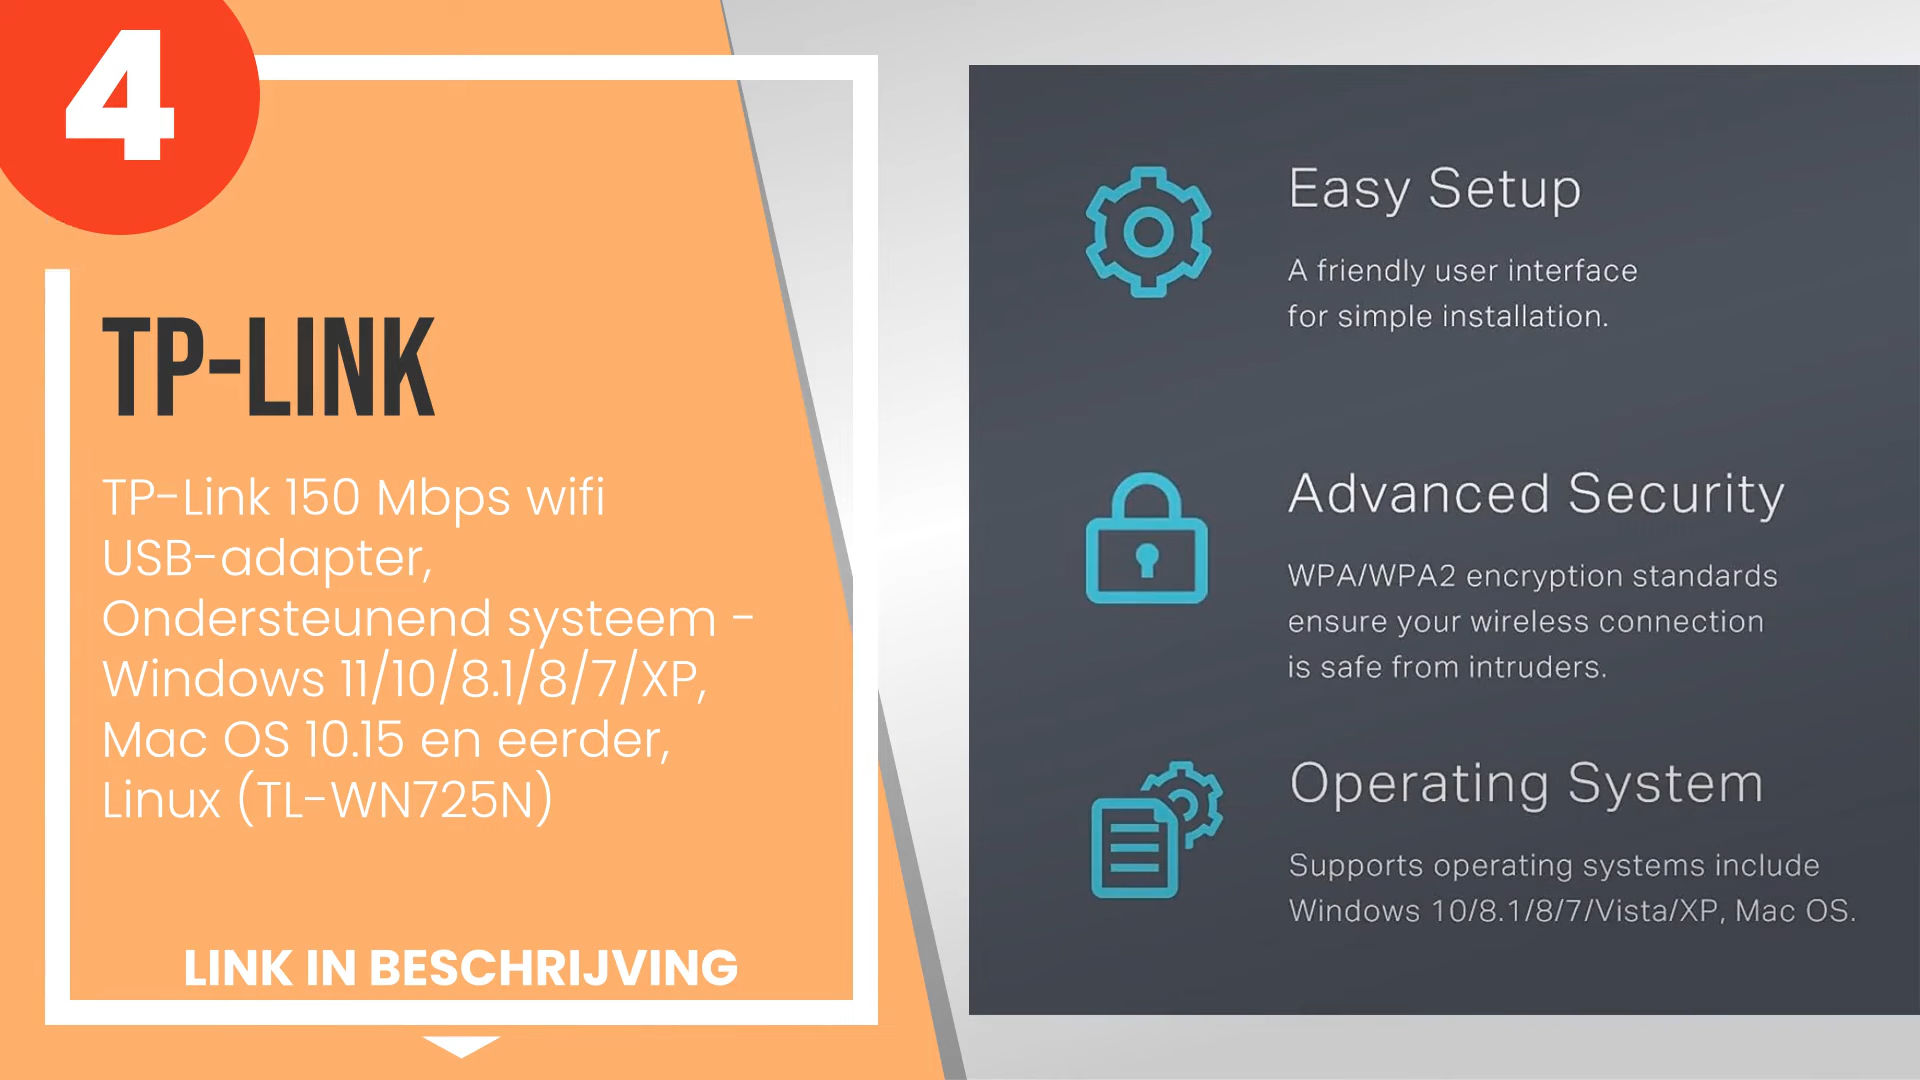 4
TP-LINK
TP-Link 150 Mbps wifi
USB-adapter,
Ondersteunend systeem -
Windows 11/10/8.1/8/7/XP,
Mac OS 10.15 en eerder,
Linux (TL-WN725N)
LINK IN BESCHRIJVING
Easy Setup
A friendly user interface
for simple installation.
Advanced Security
WPA/WPA2 encryption standards
ensure your wireless connection
is safe from intruders.
Operating System
Supports operating systems include
Windows 10/8.1/8/7/Vista/XP, Mac OS.